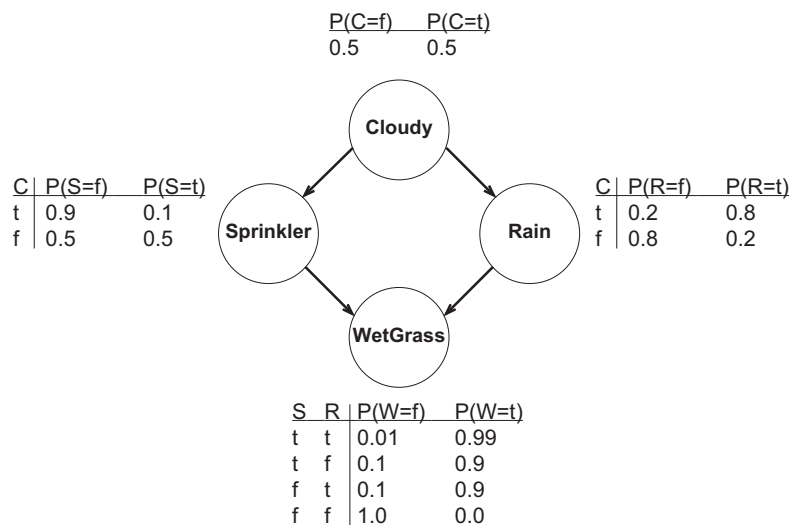 P(C=f) P(C=t)
0.5 0.5
Cloudy
C P(S=f) P(S=t)
t 0.9 0.1
f 0.5 0.5
Sprinkler
Rain
C P(R=f) P(R=t)
t 0.2 0.8
f 0.8 0.2
WetGrass
S R P(W=f) P(W=t)
t t 0.01 0.99
t f 0.1 0.9
f t 0.1 0.9
f f 1.0 0.0